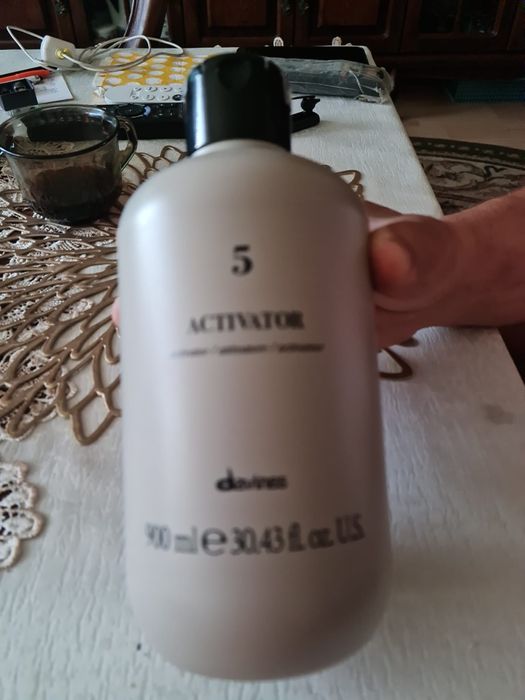 5
ACTIVATOR
davines
900 ml ℮ 30.43 fl. oz. U.S.